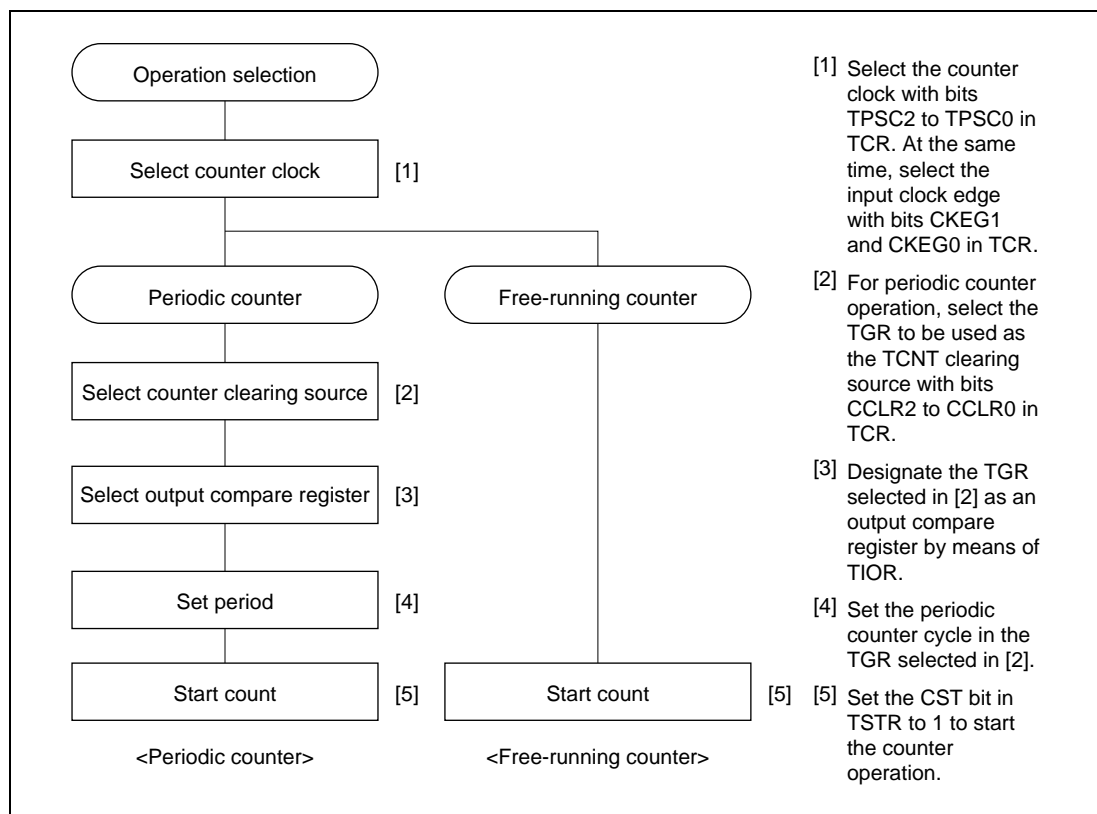 Operation selection
Select counter clock
[1]
Periodic counter
Free-running counter
Select counter clearing source
[2]
Select output compare register
[3]
Set period
[4]
Start count
[5]
Start count
[5]
<Periodic counter>
<Free-running counter>
[1] Select the counter
clock with bits
TPSC2 to TPSC0 in
TCR. At the same
time, select the
input clock edge
with bits CKEG1
and CKEG0 in TCR.
[2] For periodic counter
operation, select the
TGR to be used as
the TCNT clearing
source with bits
CCLR2 to CCLR0 in
TCR.
[3] Designate the TGR
selected in [2] as an
output compare
register by means of
TIOR.
[4] Set the periodic
counter cycle in the
TGR selected in [2].
[5] Set the CST bit in
TSTR to 1 to start
the counter
operation.